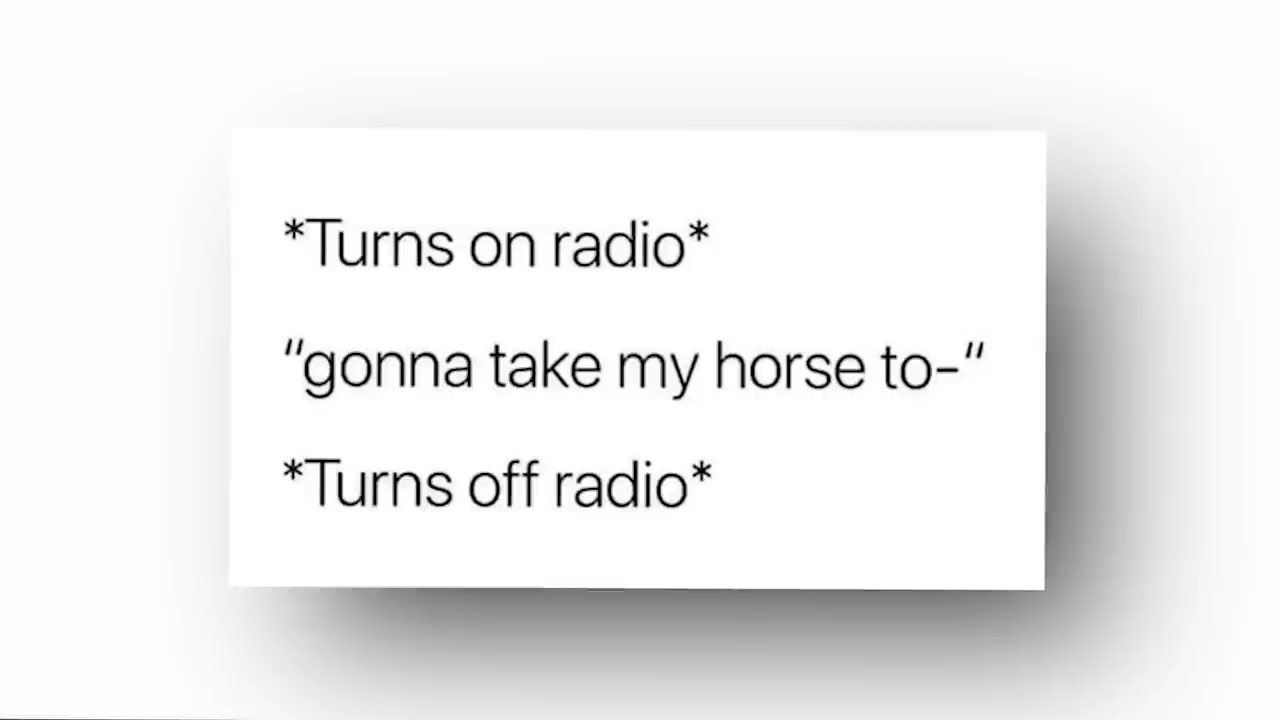 *Turns on radio*
“gonna take my horse to-“
*Turns off radio*